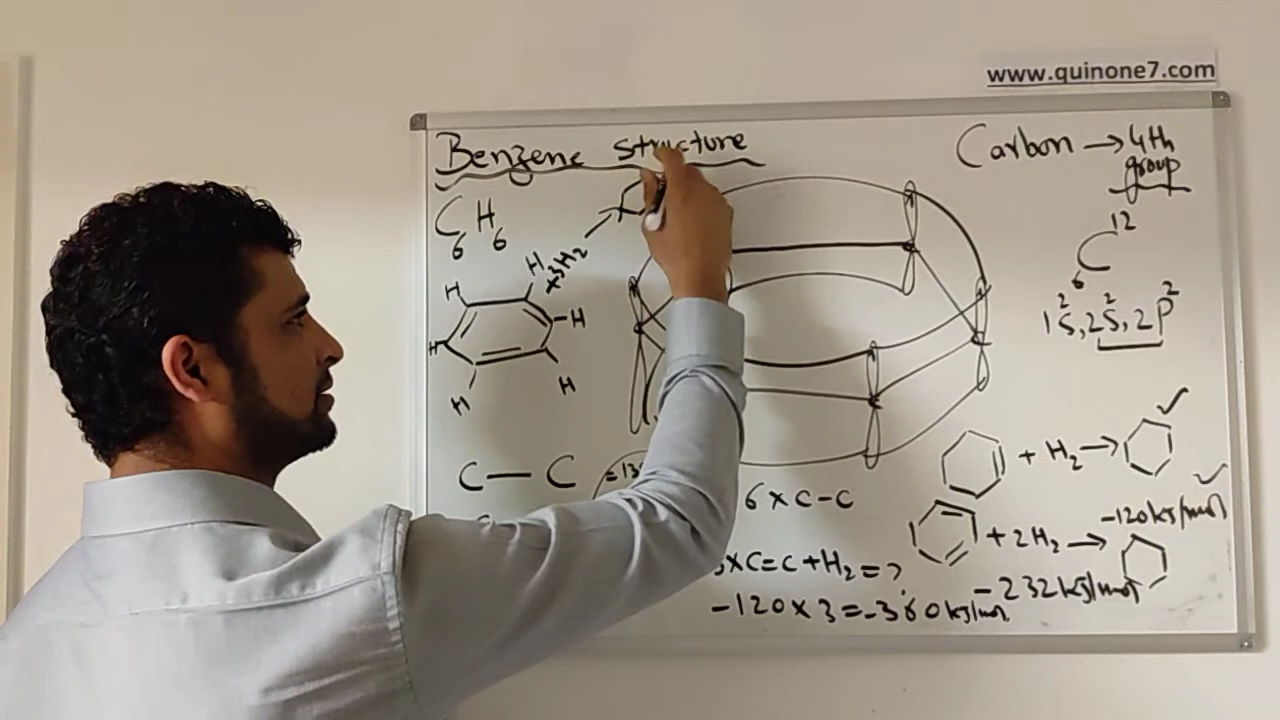 www.quinone7.com
Benzene structure
Carbon → 4th
group
C6H6
12
6 C
1s², 2s², 2p²
×3H2
H
H
H
H
H
H
C — C
6 × C-C
+ H2 →
-120 kJ/mol
+ 2H2 →
-232 kJ/mol
×C=C + H2 = ?
-120 × 3 = -360 kJ/mol